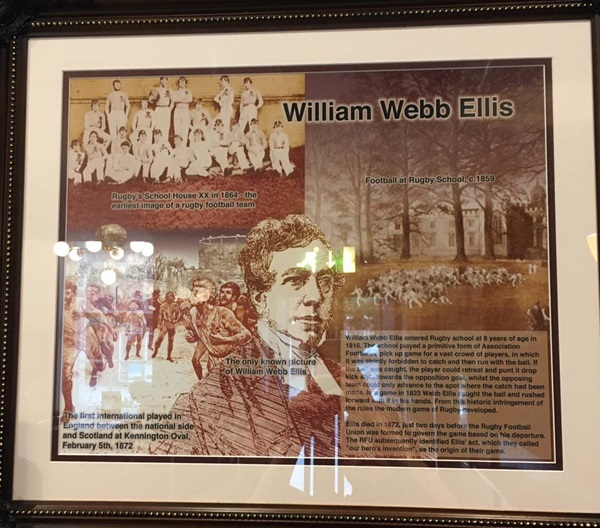 William Webb Ellis
Rugby's School House XX in 1864 - the
earliest image of a rugby football team
Football at Rugby School, c.1859
The only known picture
of William Webb Ellis
The first international played in
England between the national side
and Scotland at Kennington Oval,
February 5th, 1872
William Webb Ellis entered Rugby school at 9 years of age in
1816. The school played a primitive form of Association
Football, pick up game for a vast crowd of players, in which
it was strictly forbidden to catch and then run with the ball. If
the ball was caught, the player could retreat and punt it drop
kick it towards the opposition goal, whilst the opposing
team could only advance to the spot where the catch had been
made. In a game in 1823 Webb Ellis caught the ball and rushed
forward with it in his hands. From this historic infringement of
the rules the modern game of Rugby developed.
Ellis died in 1872, just two days before the Rugby Football
Union was formed to govern the game based on his departure.
The RFU subsequently identified Ellis' act, which they called
"our hero's invention", as the origin of their game.